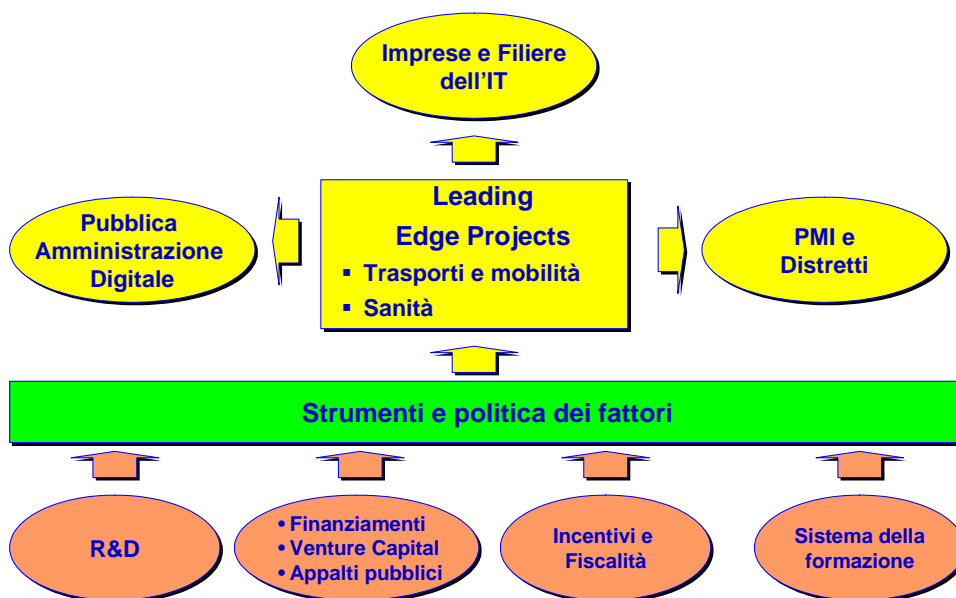 Imprese e Filiere
dell’IT
Leading
Edge Projects
▪ Trasporti e mobilità
▪ Sanità
Pubblica
Amministrazione
Digitale
PMI e
Distretti
Strumenti e politica dei fattori
R&D
• Finanziamenti
• Venture Capital
• Appalti pubblici
Incentivi e
Fiscalità
Sistema della
formazione